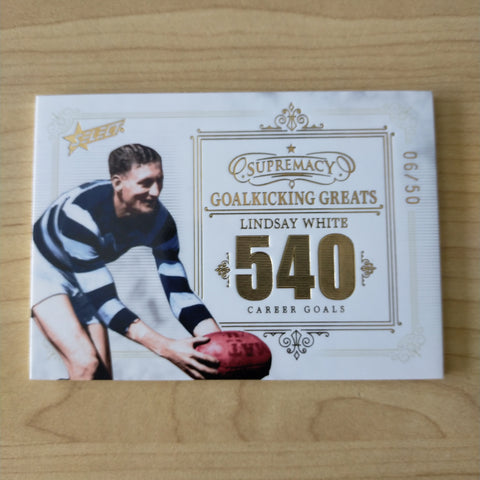 SELECT
SUPREMACY
GOALKICKING GREATS
LINDSAY WHITE
540
CAREER GOALS
06/50